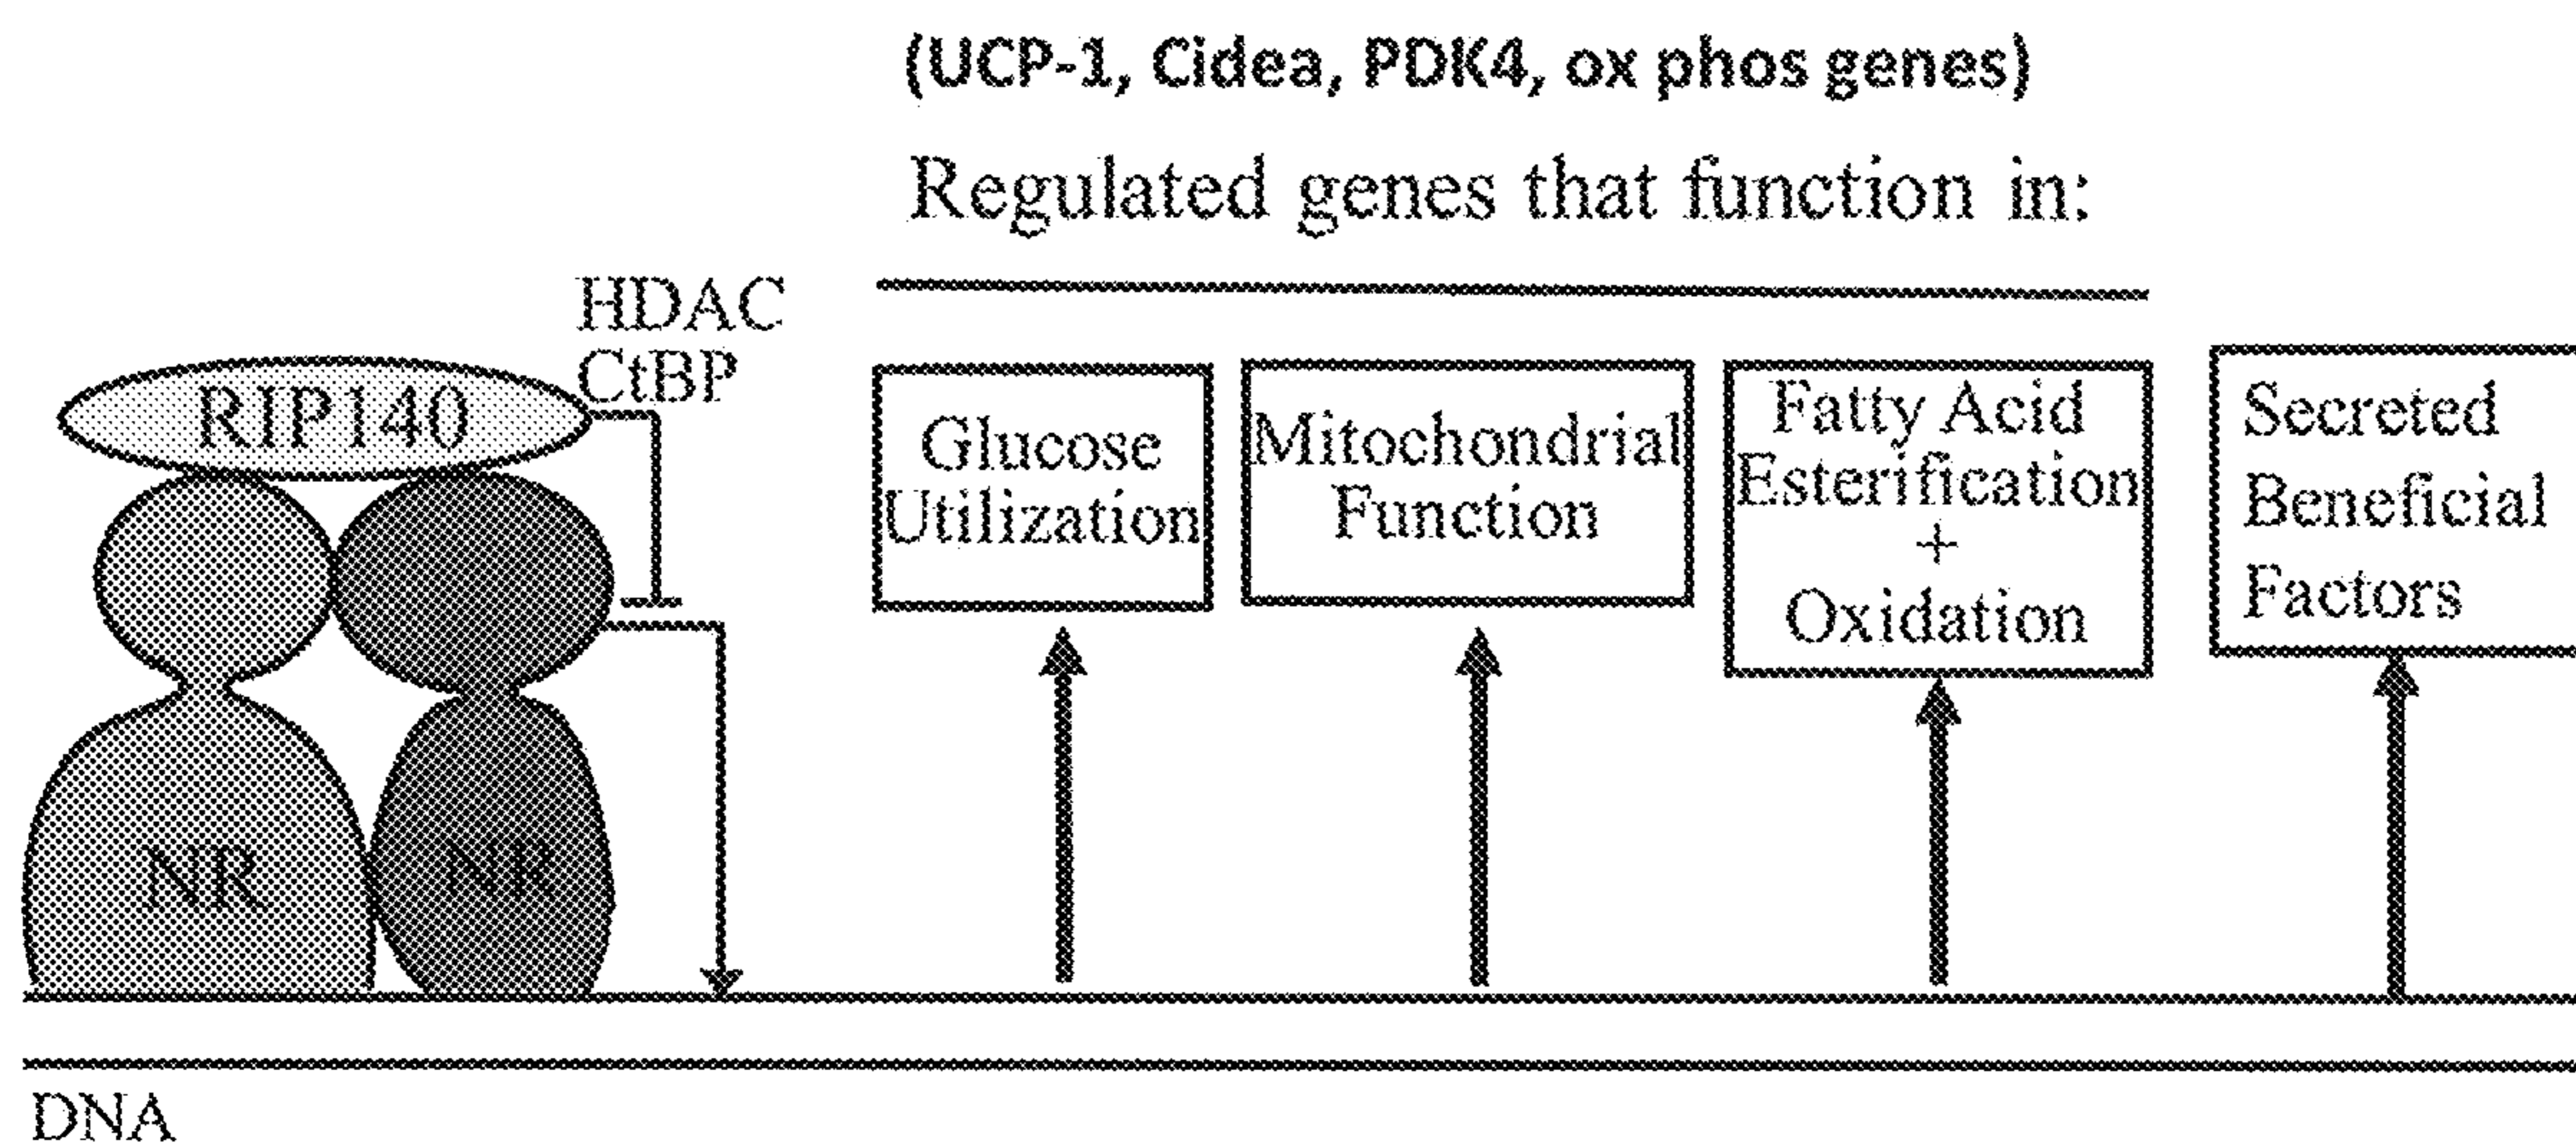 (UCP-1, Cidea, PDK4, ox phos genes)
Regulated genes that function in:
HDAC
CtBP
RIP140
NR
NR
Glucose
Utilization
Mitochondrial
Function
Fatty Acid
Esterification
+
Oxidation
Secreted
Beneficial
Factors
DNA